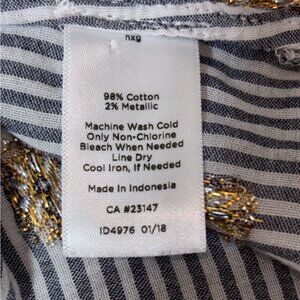 nxg
98% Cotton
2% Metallic
Machine Wash Cold
Only Non-Chlorine
Bleach When Needed
Line Dry
Cool Iron, if Needed
Made In Indonesia
CA #23147
ID4976 01/18